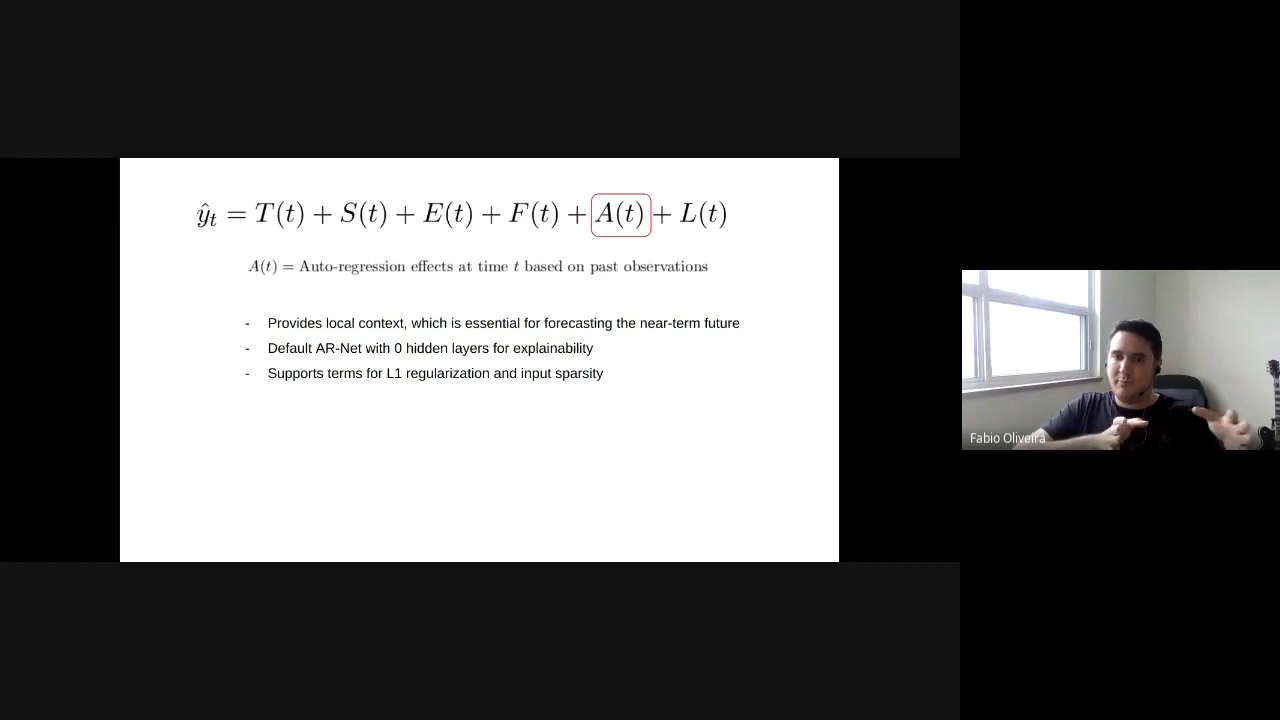 ŷₜ = T(t) + S(t) + E(t) + F(t) + A(t) + L(t)
A(t) = Auto-regression effects at time t based on past observations
- Provides local context, which is essential for forecasting the near-term future
- Default AR-Net with 0 hidden layers for explainability
- Supports terms for L1 regularization and input sparsity
Fabio Oliveira